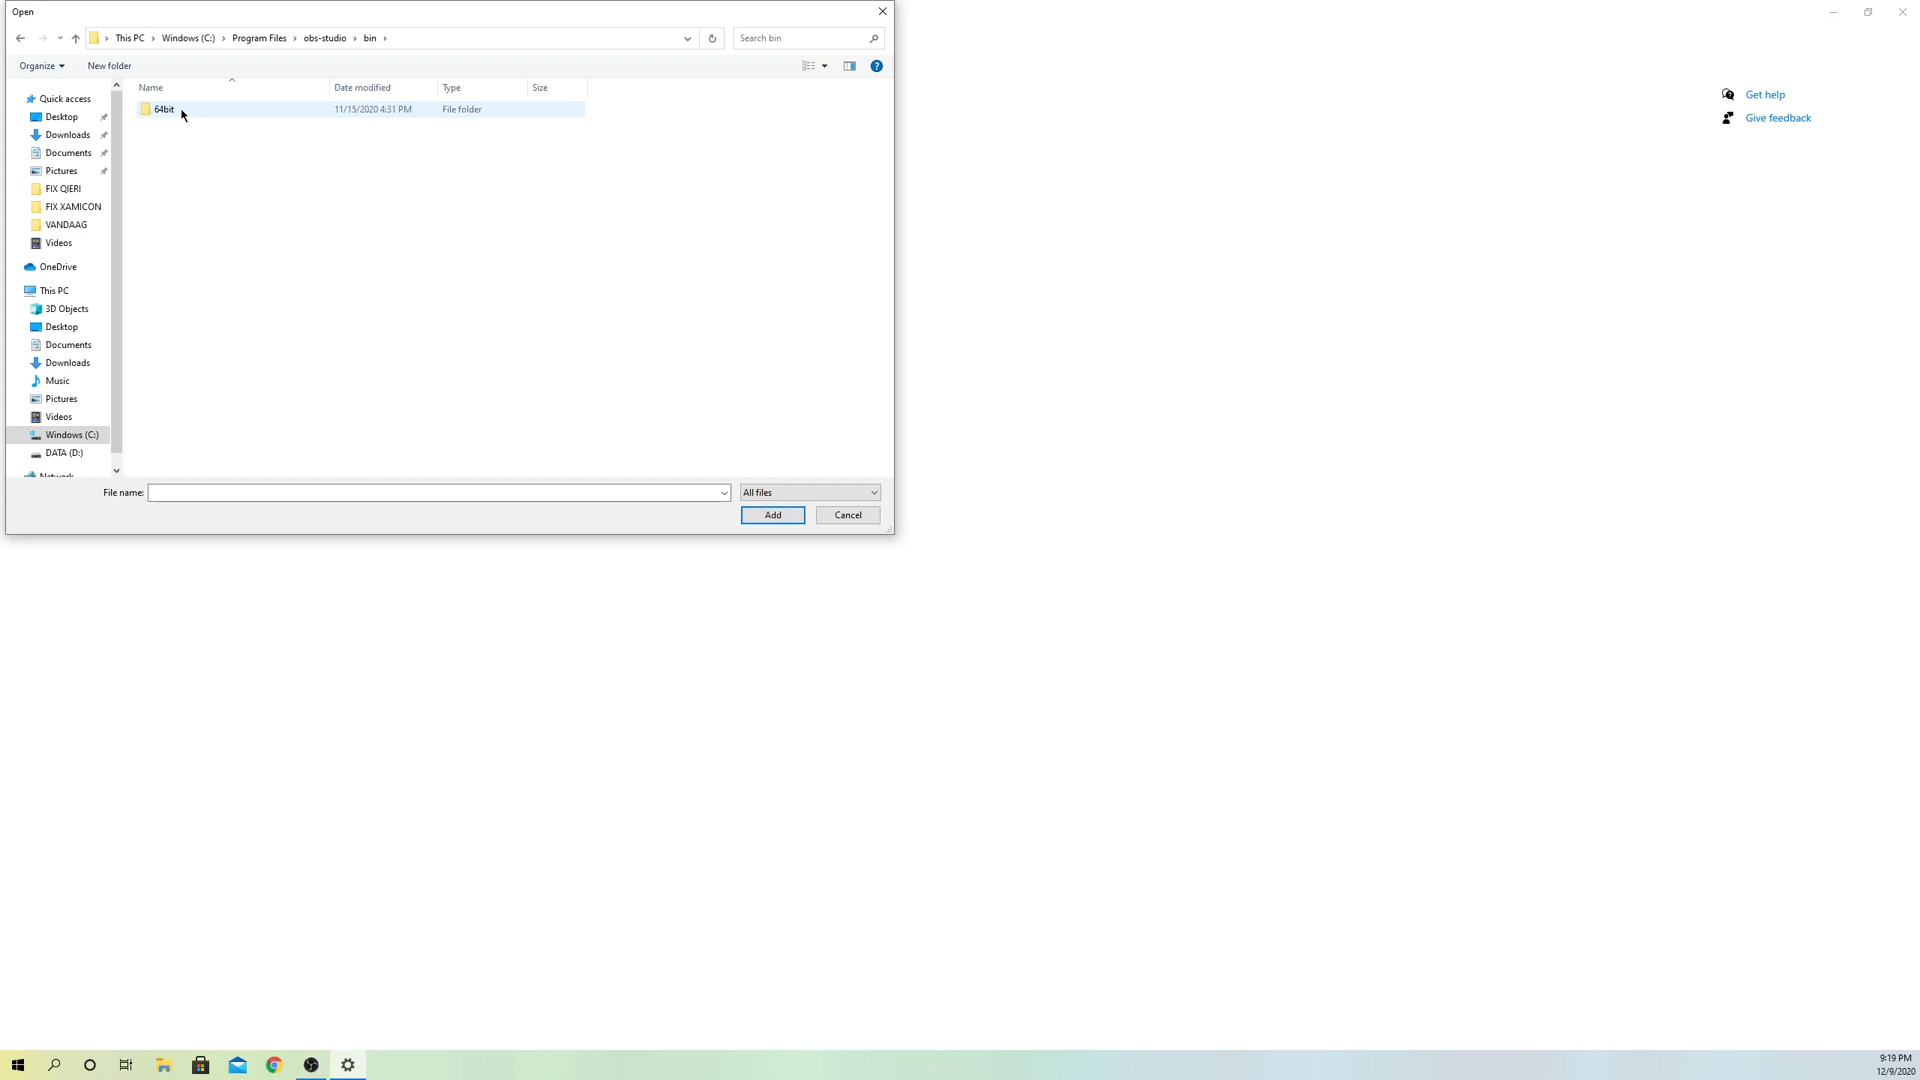 Open
This PC Windows (C:) Program Files obs-studio bin
Search bin
Organize New folder
Name Date modified Type Size
64bit 11/15/2020 4:31 PM File folder
Quick access
Desktop
Downloads
Documents
Pictures
FIX QIERI
FIX XAMICON
VANDAAG
Videos
OneDrive
This PC
3D Objects
Desktop
Documents
Downloads
Music
Pictures
Videos
Windows (C:)
DATA (D:)
Network
File name: All files
Add Cancel
Get help
Give feedback
9:19 PM
12/9/2020